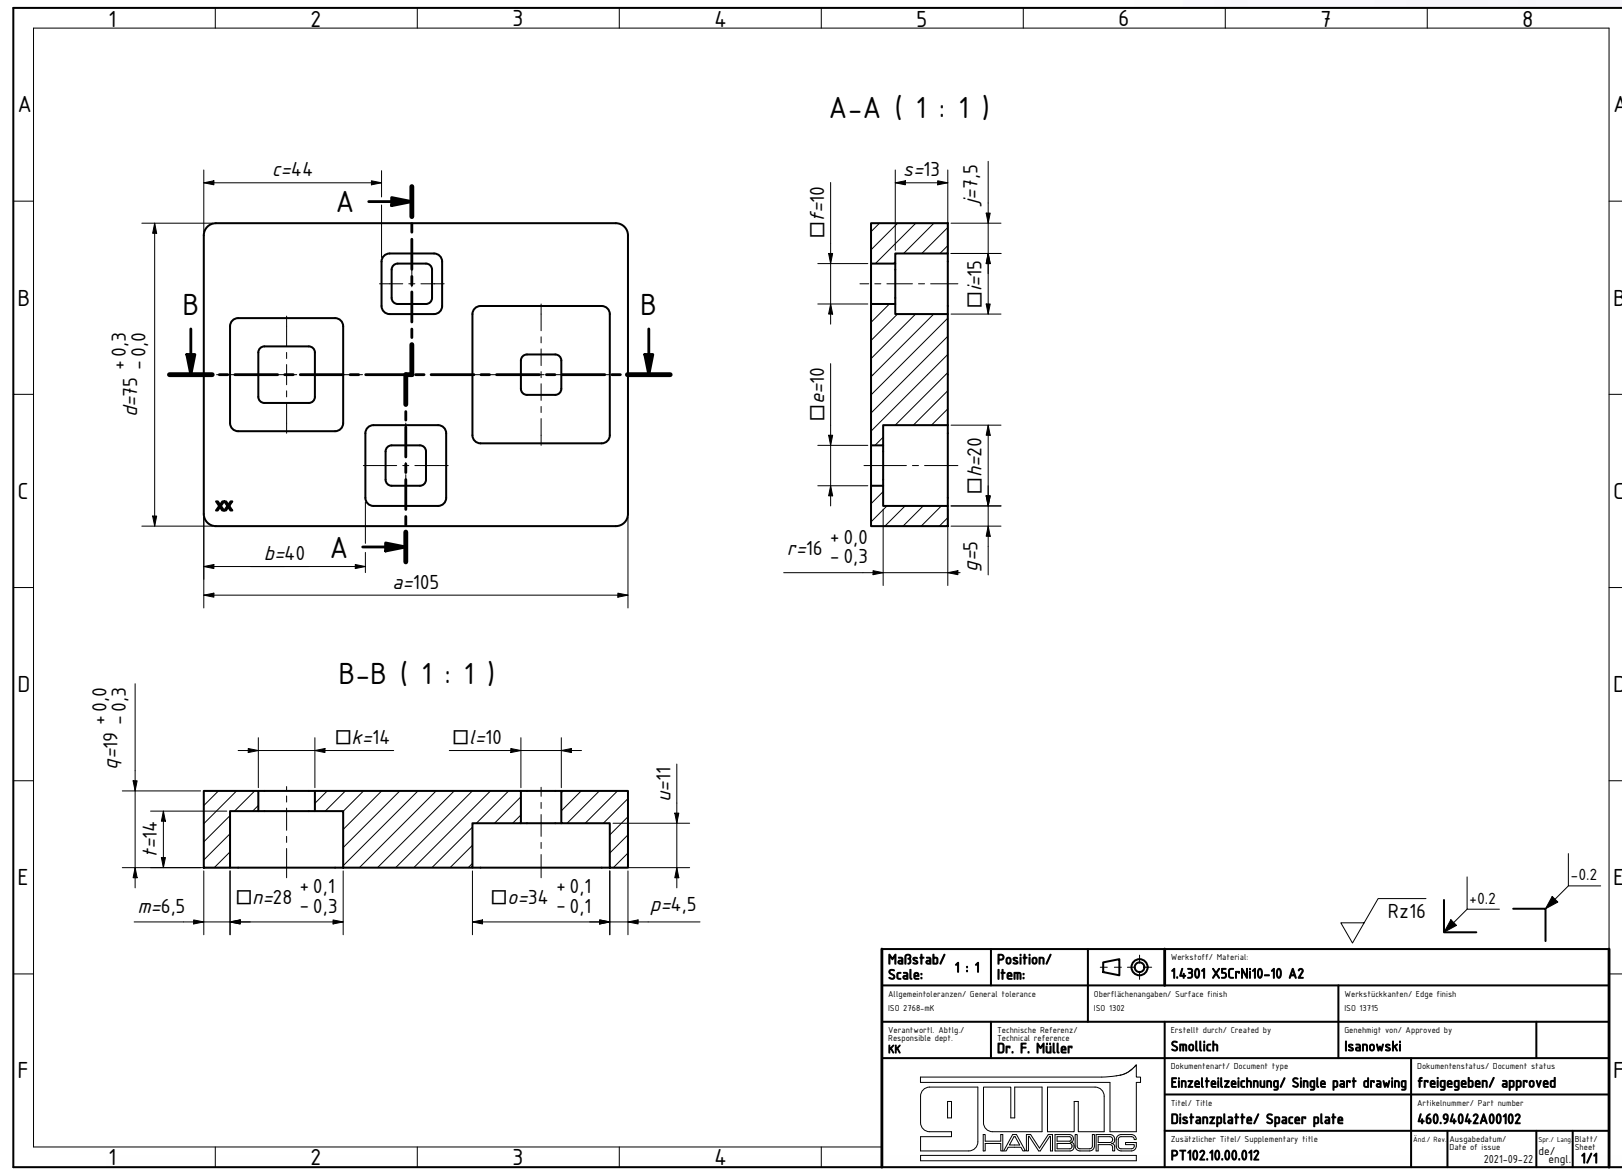 1 2 3 4 5 6 7 8
A A
B B
C C
D D
E E
F F
1 2 3 4
A-A ( 1 : 1 )
c=44
A
B B
d=75 + 0,3 - 0,0
xx
b=40
A
a=105
s=13
j=7,5
□f=10
□i=15
□e=10
□h=20
r=16 + 0,0 - 0,3
g=5
B-B ( 1 : 1 )
q=19 + 0,0 - 0,3
□k=14
□l=10
u=11
t=14
m=6,5
□n=28 + 0,1 - 0,3
□o=34 + 0,1 - 0,1
p=4,5
Rz16
+0.2
-0.2
Maßstab/ Scale: 1 : 1
Position/ Item:
Werkstoff/ Material:
1.4301 X5CrNi10-10 A2
Allgemeintoleranzen/ General tolerance
ISO 2768-mK
Oberflächenangaben/ Surface finish
ISO 1302
Werkstückkanten/ Edge finish
ISO 13715
Verantwortl. Abtlg./
Responsible dept.
KK
Technische Referenz/
Technical reference
Dr. F. Müller
Erstellt durch/ Created by
Smollich
Genehmigt von/ Approved by
Isanowski
Dokumentenart/ Document type
Einzelteilzeichnung/ Single part drawing
Dokumentenstatus/ Document status
freigegeben/ approved
Titel/ Title
Distanzplatte/ Spacer plate
Artikelnummer/ Part number
460.94042A00102
Zusätzlicher Titel/ Supplementary title
PT102.10.00.012
Änd./ Rev.
Ausgabedatum/
Date of issue
2021-09-22
Spr./ Lang.
de/
engl.
Blatt/
Sheet
1/1
gunt
HAMBURG